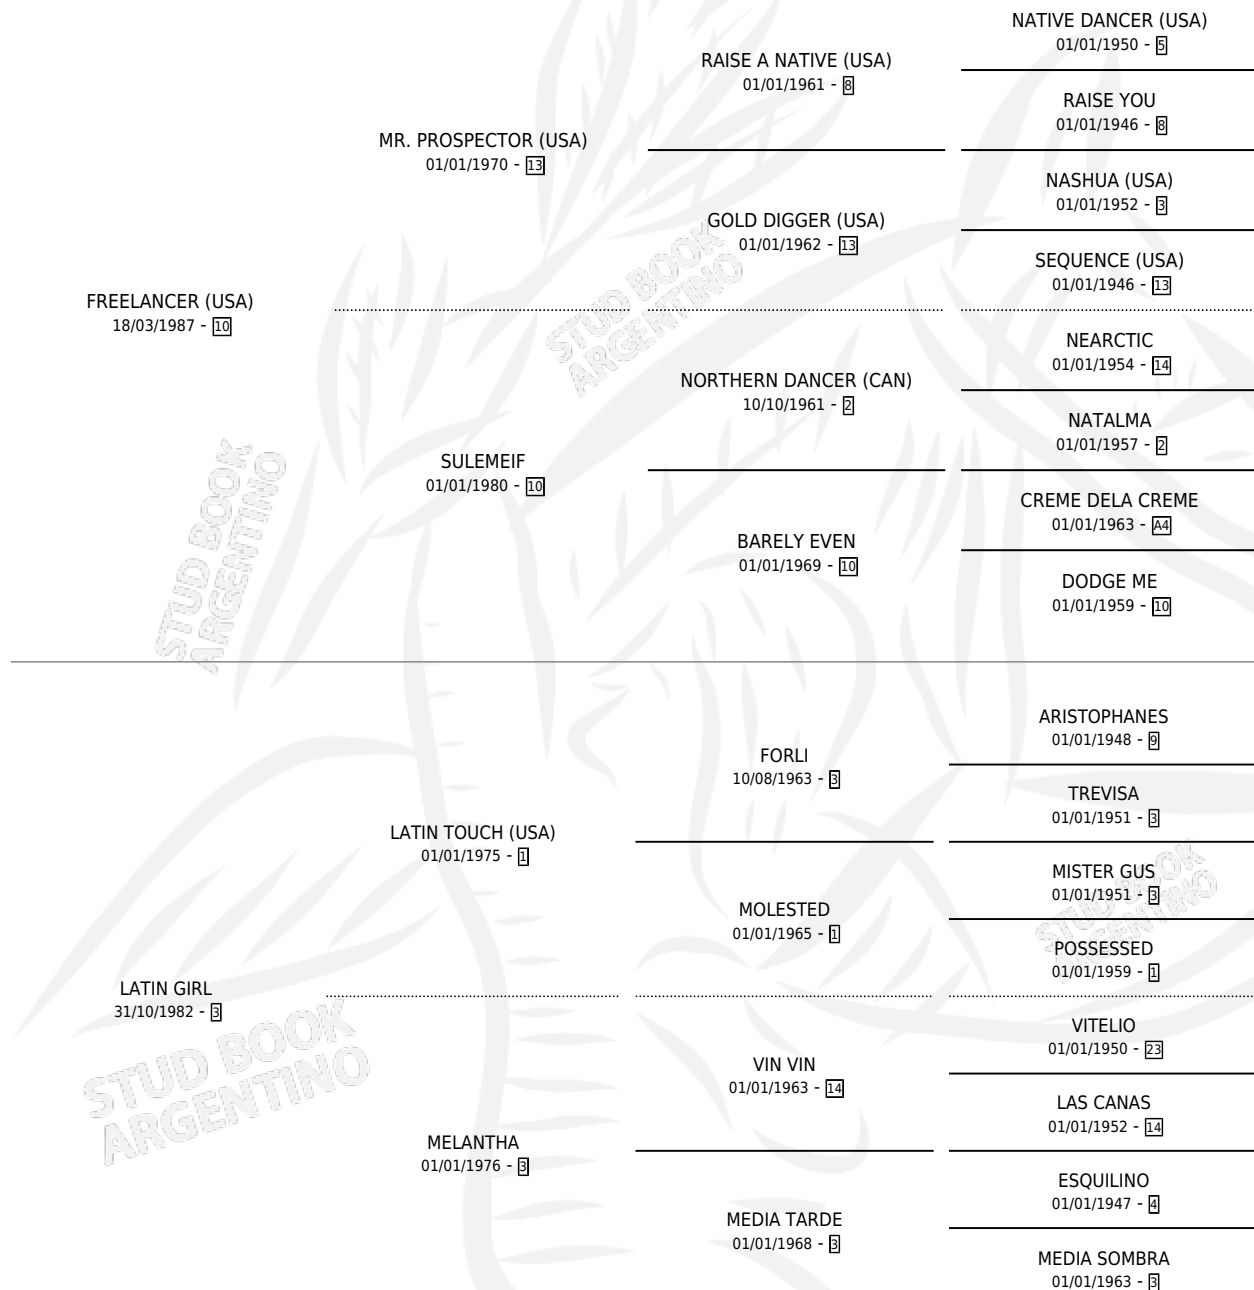 NATIVE DANCER (USA)
01/01/1950 - 5
RAISE A NATIVE (USA)
01/01/1961 - 8
RAISE YOU
01/01/1946 - 8
MR. PROSPECTOR (USA)
01/01/1970 - 13
NASHUA (USA)
01/01/1952 - 3
GOLD DIGGER (USA)
01/01/1962 - 13
SEQUENCE (USA)
01/01/1946 - 13
FREELANCER (USA)
18/03/1987 - 10
STUD BOOK
ARGENTINO
NEARCTIC
01/01/1954 - 14
NORTHERN DANCER (CAN)
10/10/1961 - 2
NATALMA
01/01/1957 - 2
SULEMEIF
01/01/1980 - 10
CREME DELA CREME
01/01/1963 - A4
BARELY EVEN
01/01/1969 - 10
DODGE ME
01/01/1959 - 10
STUD BOOK
ARGENTINO
ARISTOPHANES
01/01/1948 - 9
FORLI
10/08/1963 - 3
TREVISA
01/01/1951 - 3
LATIN TOUCH (USA)
01/01/1975 - 1
MISTER GUS
01/01/1951 - 3
MOLESTED
01/01/1965 - 1
STUD BOOK
ARGENTINO
POSSESSED
01/01/1959 - 1
LATIN GIRL
31/10/1982 - 3
VITELIO
01/01/1950 - 23
VIN VIN
01/01/1963 - 14
LAS CANAS
01/01/1952 - 14
STUD BOOK
ARGENTINO
MELANTHA
01/01/1976 - 3
ESQUILINO
01/01/1947 - 4
MEDIA TARDE
01/01/1968 - 3
MEDIA SOMBRA
01/01/1963 - 3